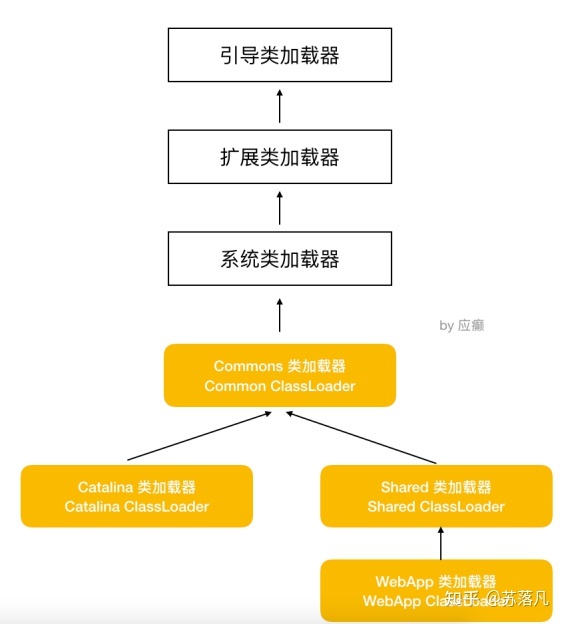 引导类加载器
扩展类加载器
系统类加载器
by 应癫
Commons 类加载器
Common ClassLoader
Catalina 类加载器
Catalina ClassLoader
Shared 类加载器
Shared ClassLoader
WebApp 类加载器
WebApp ClassLoader
知乎 @苏落凡